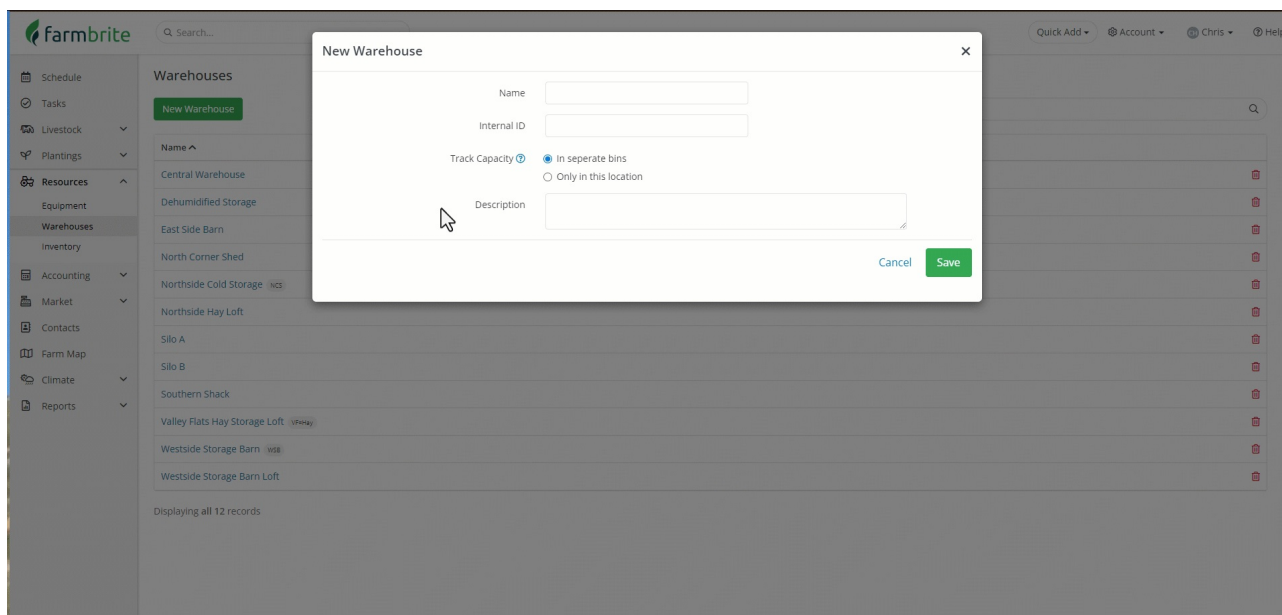 farmbrite
Search...
Quick Add
Account
Chris
Help
Schedule
Tasks
Livestock
Plantings
Resources
Equipment
Warehouses
Inventory
Accounting
Market
Contacts
Farm Map
Climate
Reports
Warehouses
New Warehouse
Name
Central Warehouse
Dehumidified Storage
East Side Barn
North Corner Shed
Northside Cold Storage NCS
Northside Hay Loft
Silo A
Silo B
Southern Shack
Valley Flats Hay Storage Loft VF=Hay
Westside Storage Barn WSB
Westside Storage Barn Loft
Displaying all 12 records
New Warehouse
Name
Internal ID
Track Capacity
In seperate bins
Only in this location
Description
Cancel
Save